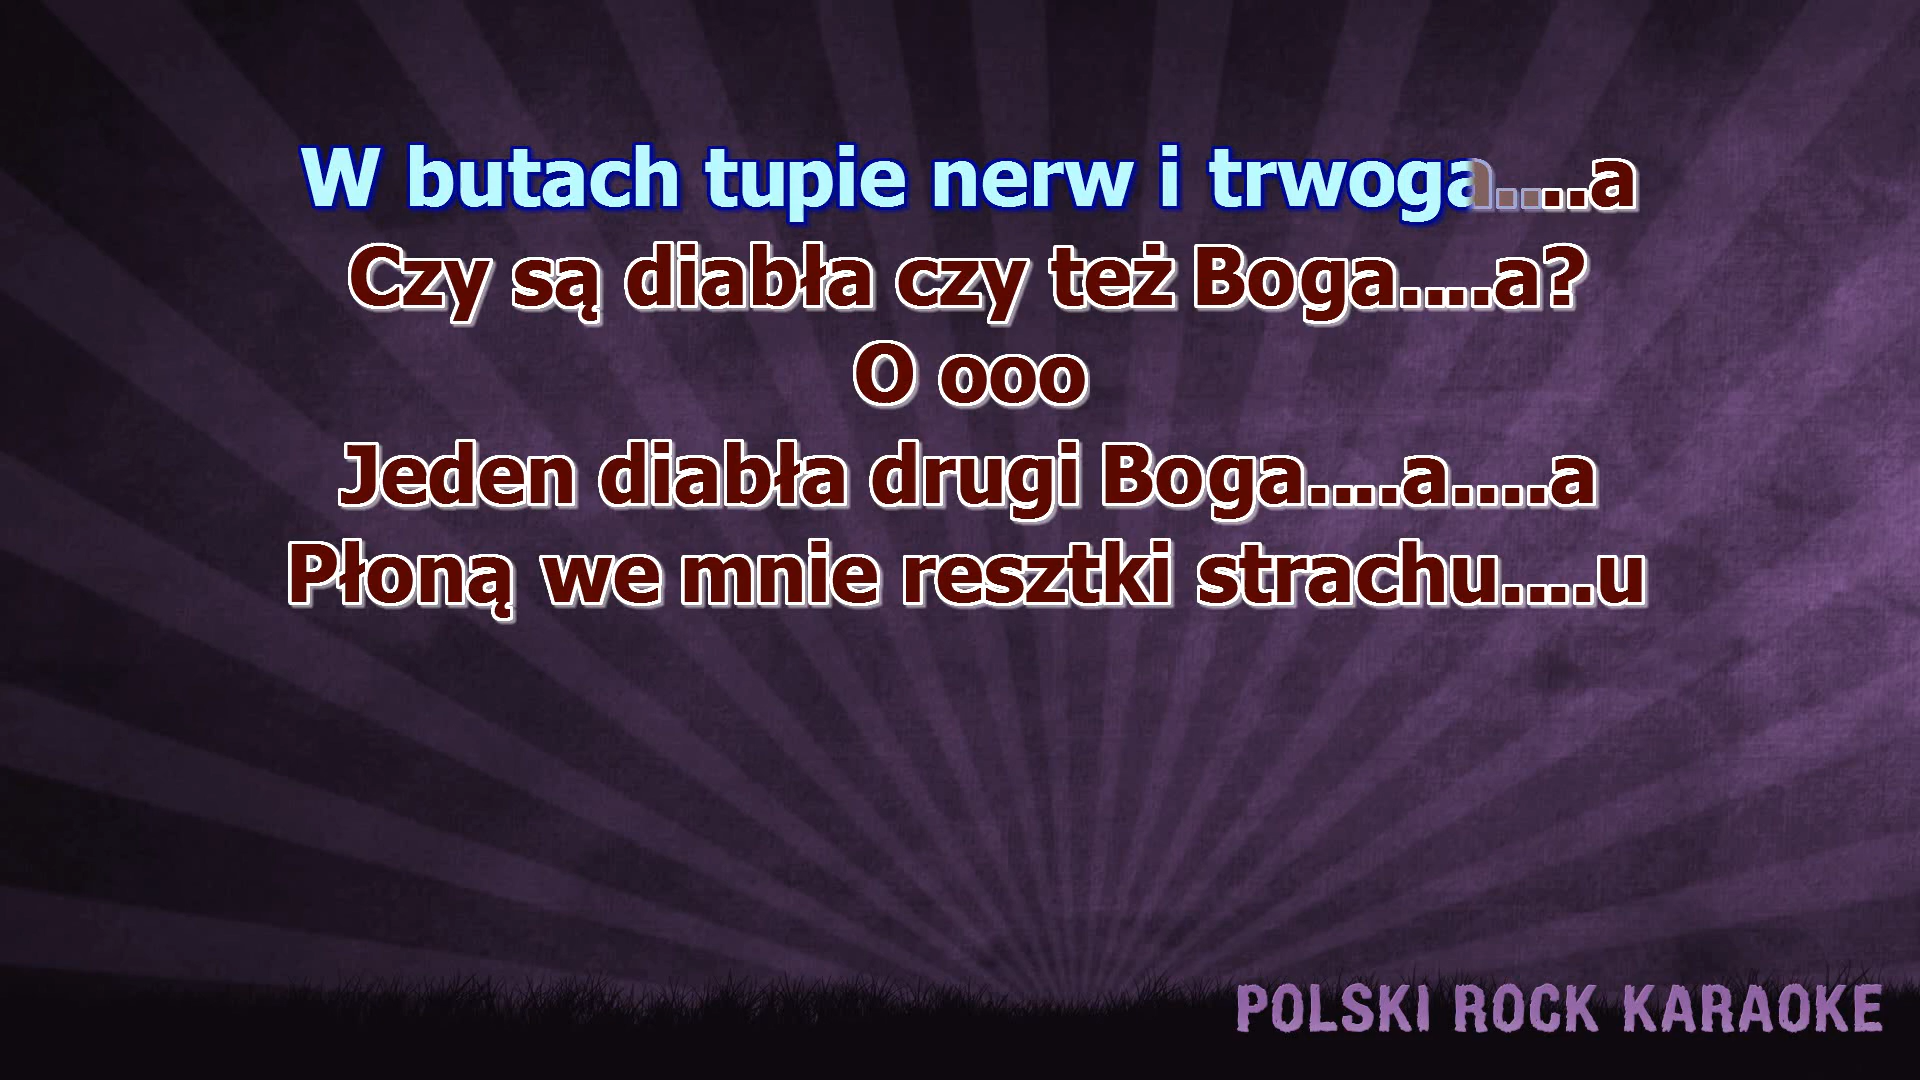 W butach tupie nerw i trwoga....a
Czy są diabła czy też Boga....a?
O ooo
Jeden diabła drugi Boga....a....a
Płoną we mnie resztki strachu....u
POLSKI ROCK KARAOKE